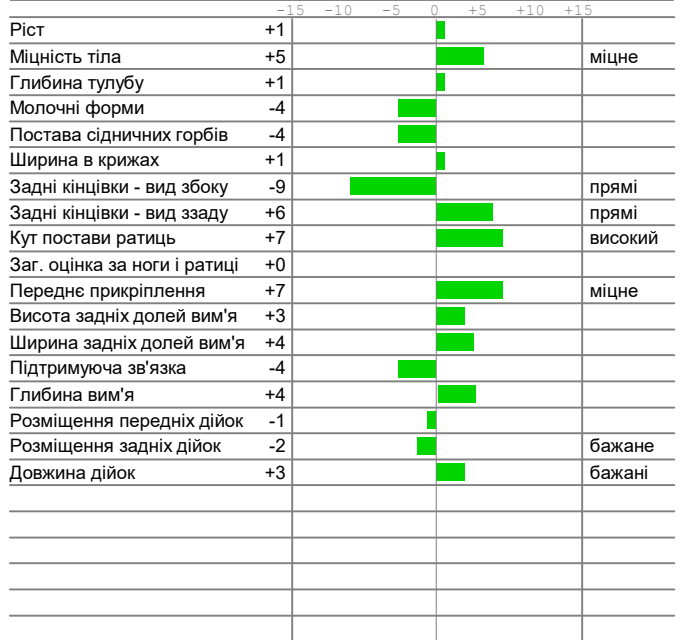 -15 -10 -5 0 +5 +10 +15
Ріст +1
Міцність тіла +5 міцне
Глибина тулубу +1
Молочні форми -4
Постава сідничних горбів -4
Ширина в крижах +1
Задні кінцівки - вид збоку -9 прямі
Задні кінцівки - вид ззаду +6 прямі
Кут постави ратиць +7 високий
Заг. оцінка за ноги і ратиці +0
Переднє прикріплення +7 міцне
Висота задніх долей вим'я +3
Ширина задніх долей вим'я +4
Підтримуюча зв'язка -4
Глибина вим'я +4
Розміщення передніх дійок -1
Розміщення задніх дійок -2 бажане
Довжина дійок +3 бажані